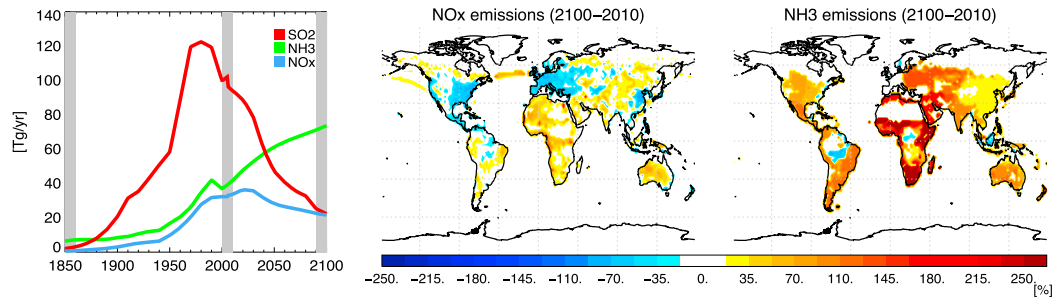 NOx emissions (2100−2010)
NH3 emissions (2100−2010)
[Tg/yr]
120
100
80
60
40
20
0
SO2
NH3
NOx
1850 1900 1950 2000 2050 2100
−250. −215. −145. −110. −70. −35. 0. 35. 70. 110. 145. 180. 215. 250.
[%]